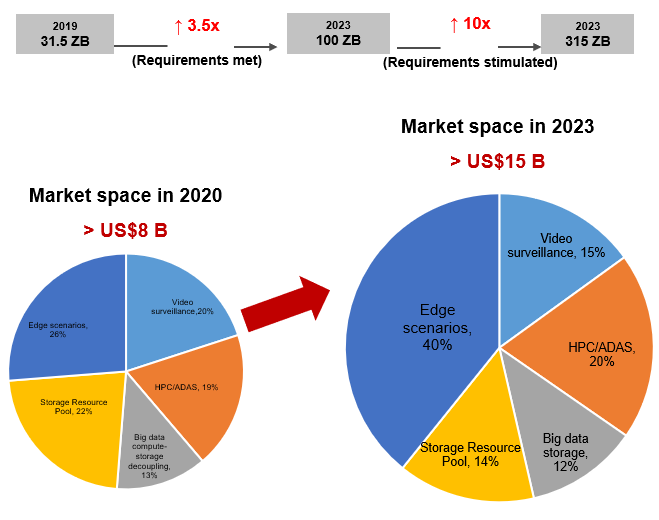 2019
31.5 ZB
↑ 3.5x
(Requirements met)
2023
100 ZB
↑ 10x
(Requirements stimulated)
2023
315 ZB
Market space in 2020
> US$8 B
Video
surveillance,20%
HPC/ADAS, 19%
Big data
compute-
storage
decoupling,
13%
Storage Resource
Pool, 22%
Edge scenarios,
26%
Market space in 2023
> US$15 B
Video
surveillance, 15%
HPC/ADAS,
20%
Big data
storage,
12%
Storage Resource
Pool, 14%
Edge
scenarios,
40%